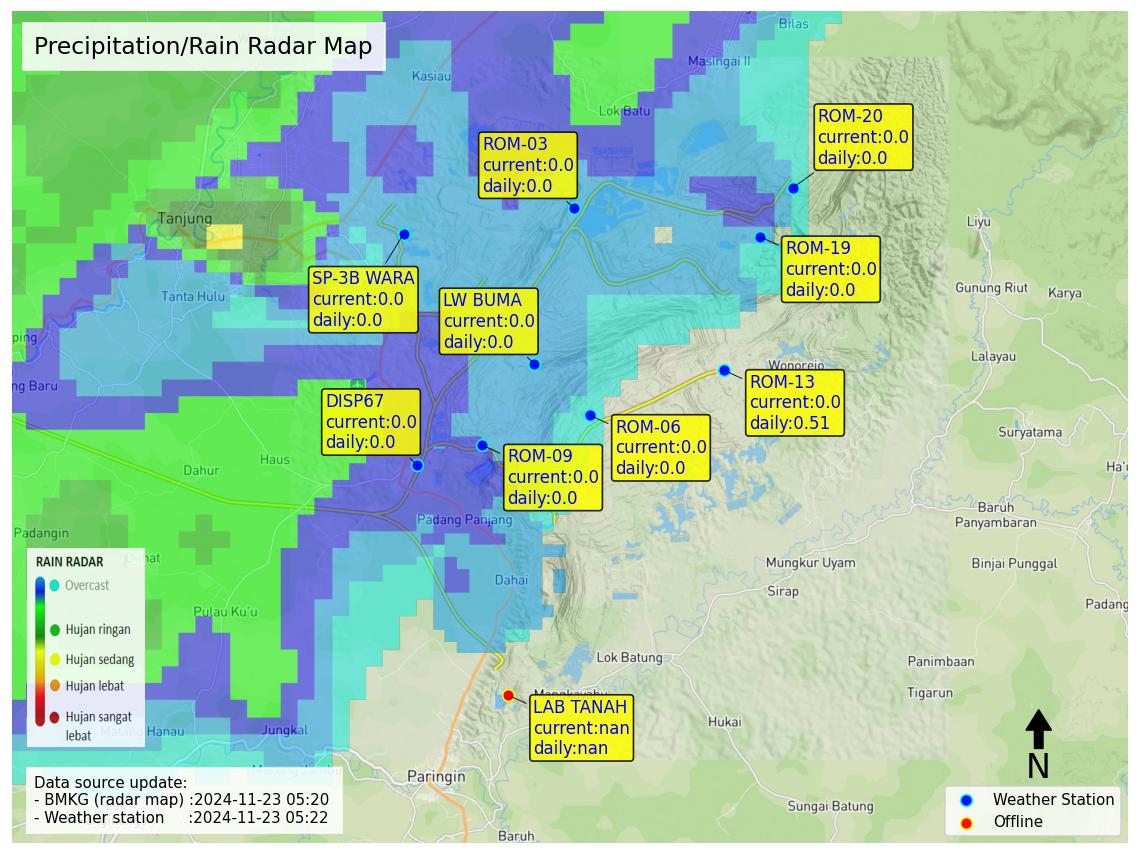 Precipitation/Rain Radar Map
Bilas
Masingai II
Kasiau
Lok Batu
ROM-20
current:0.0
daily:0.0
ROM-03
current:0.0
daily:0.0
Tanjung
Liyu
ROM-19
current:0.0
daily:0.0
SP-3B WARA
current:0.0
daily:0.0
Tanta Hulu
LW BUMA
current:0.0
daily:0.0
Gunung Riut
Karya
ping
Lalayau
Wonorejo
ng Baru
ROM-13
current:0.0
daily:0.51
DISP67
current:0.0
daily:0.0
ROM-06
current:0.0
daily:0.0
Suryatama
ROM-09
current:0.0
daily:0.0
Haus
Dahur
Ha'u
Baruh
Panyambaran
Padang Panjang
Padangin
Mungkur Uyam
Binjai Punggal
Dahai
Sirap
Padang
Pulau Ku'u
RAIN RADAR
Overcast
Hujan ringan
Hujan sedang
Hujan lebat
Hujan sangat
lebat
Lok Batung
Panimbaan
Tigarun
Mangkayahu
LAB TANAH
current:nan
daily:nan
Hukai
Manau
Jungkal
N
Paringin
Data source update:
- BMKG (radar map) :2024-11-23 05:20
- Weather station :2024-11-23 05:22
Sungai Batung
Baruh
Weather Station
Offline